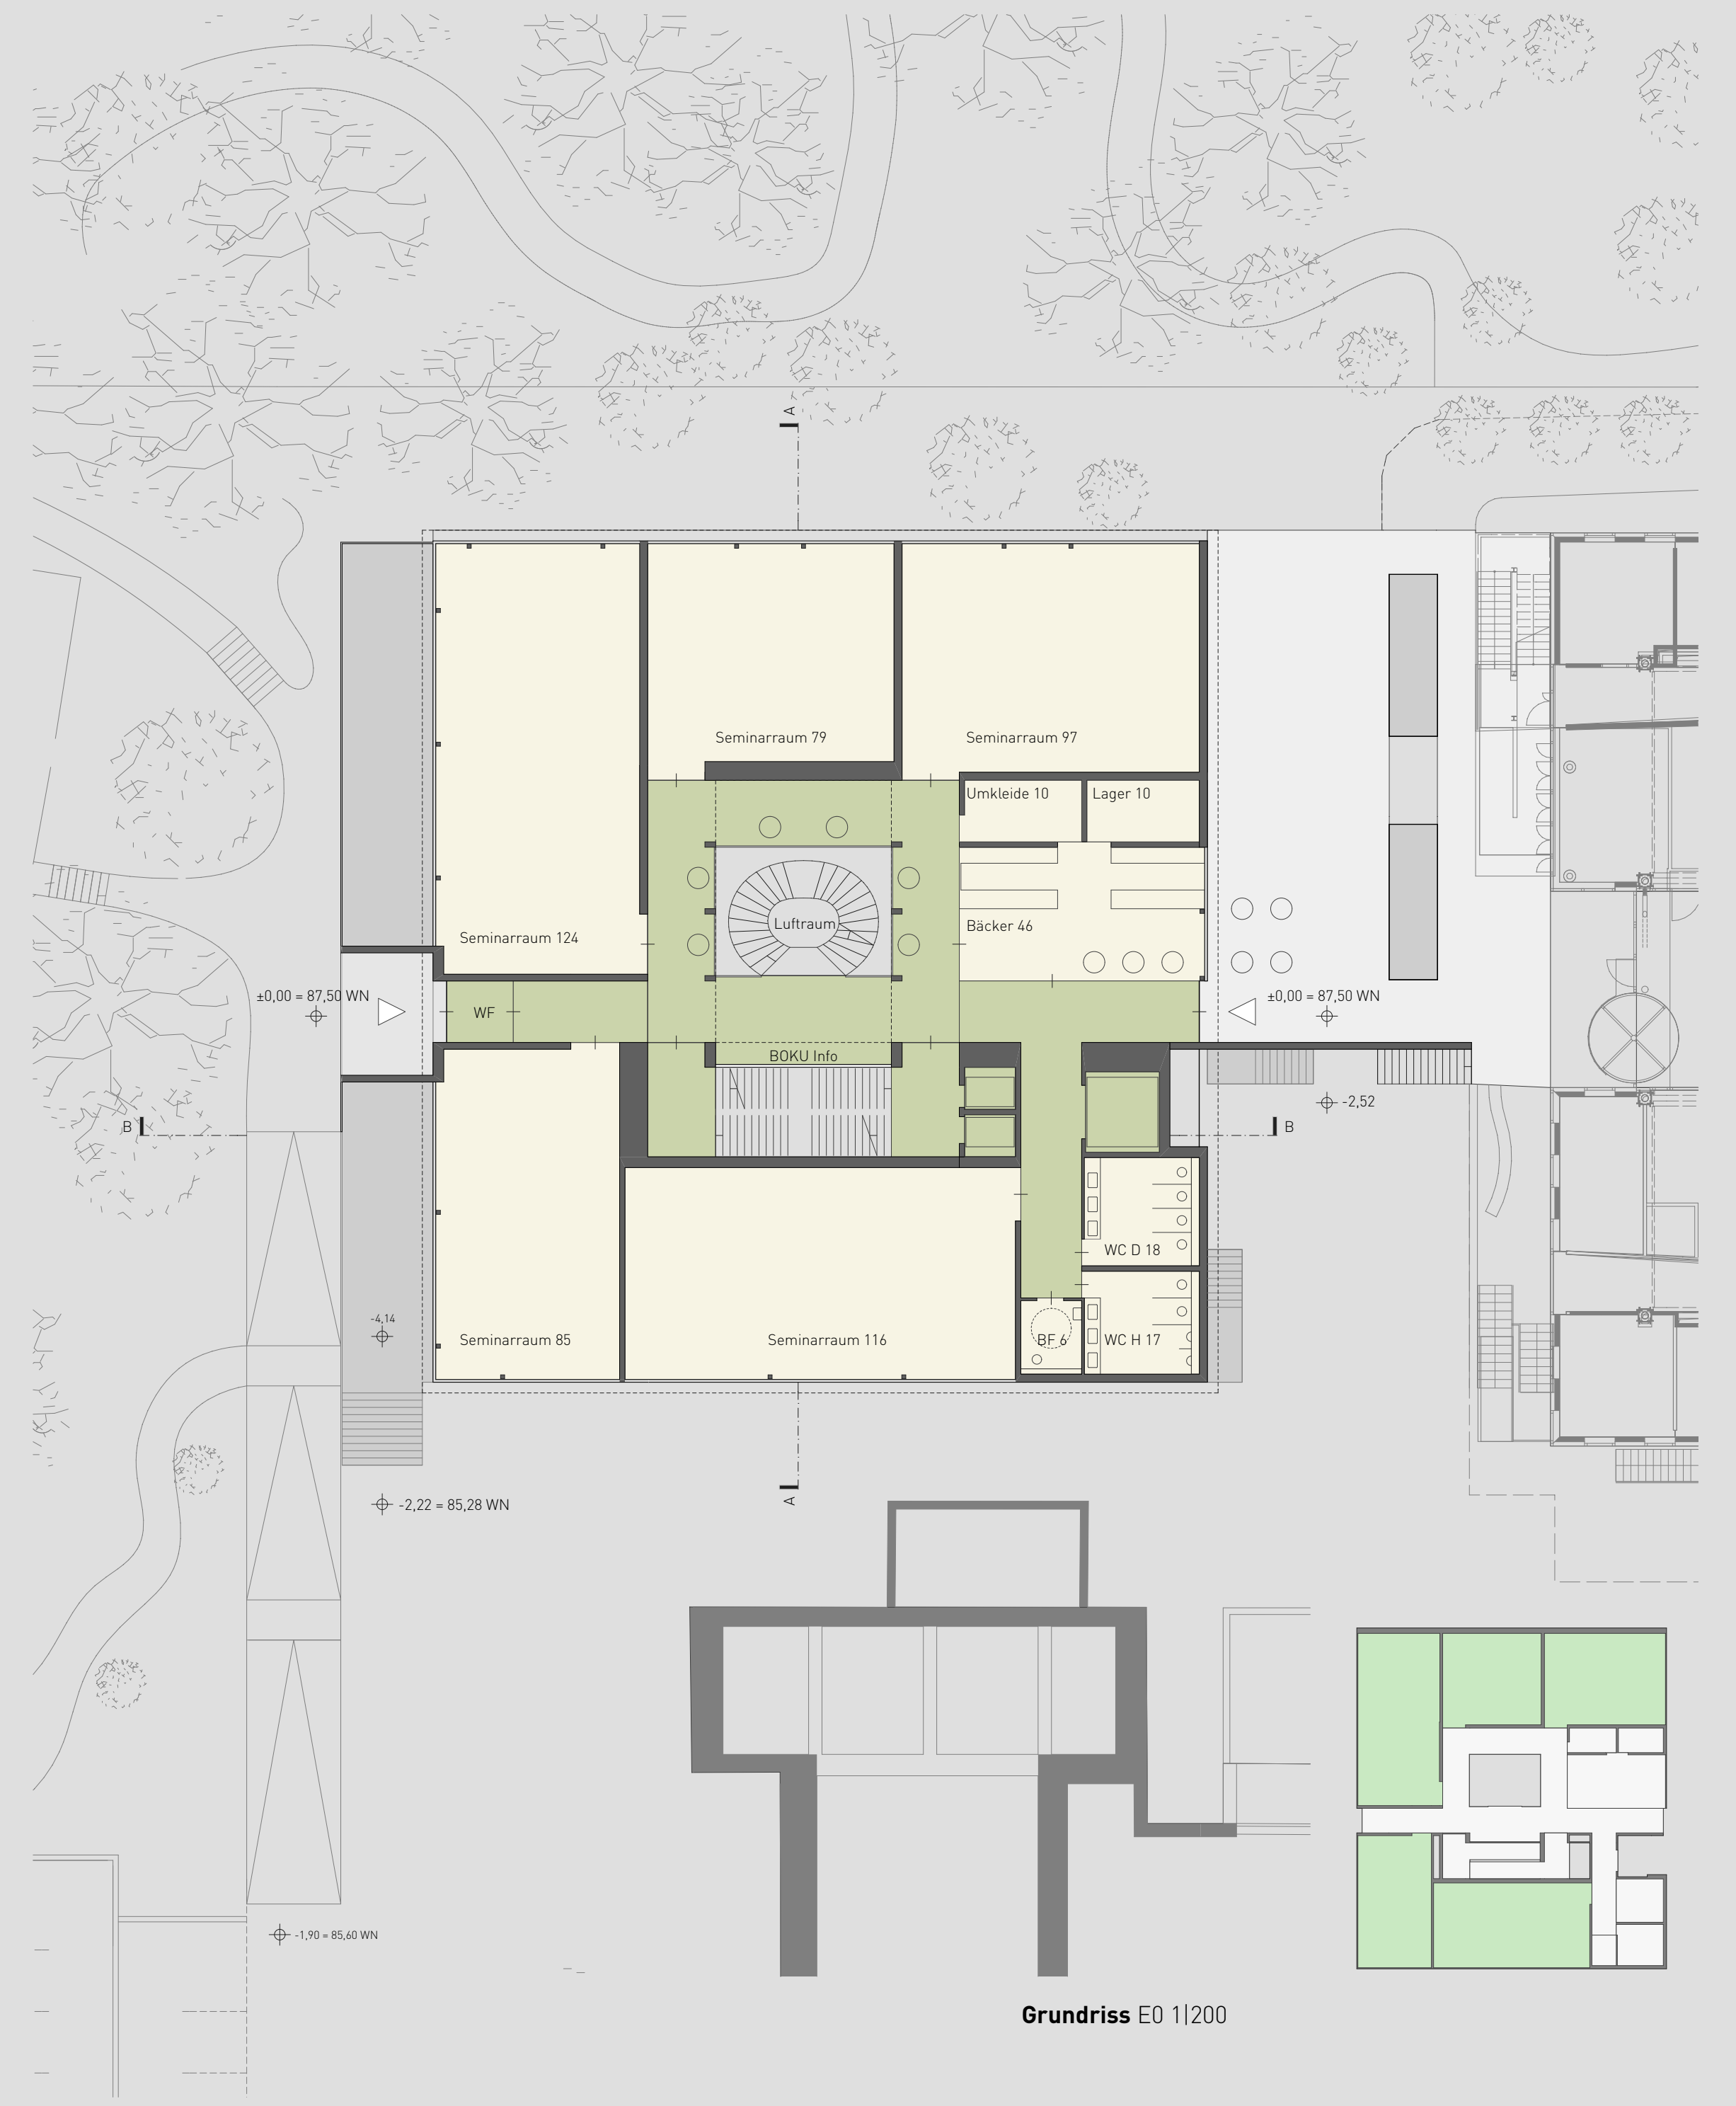 A
Seminarraum 79
Seminarraum 97
Umkleide 10
Lager 10
Luftraum
Bäcker 46
Seminarraum 124
±0,00 = 87,50 WN
±0,00 = 87,50 WN
WF
BOKU Info
-2,52
B
B
WC D 18
-4,14
Seminarraum 85
Seminarraum 116
BF 6
WC H 17
A
-2,22 = 85,28 WN
-1,90 = 85,60 WN
Grundriss E0 1|200